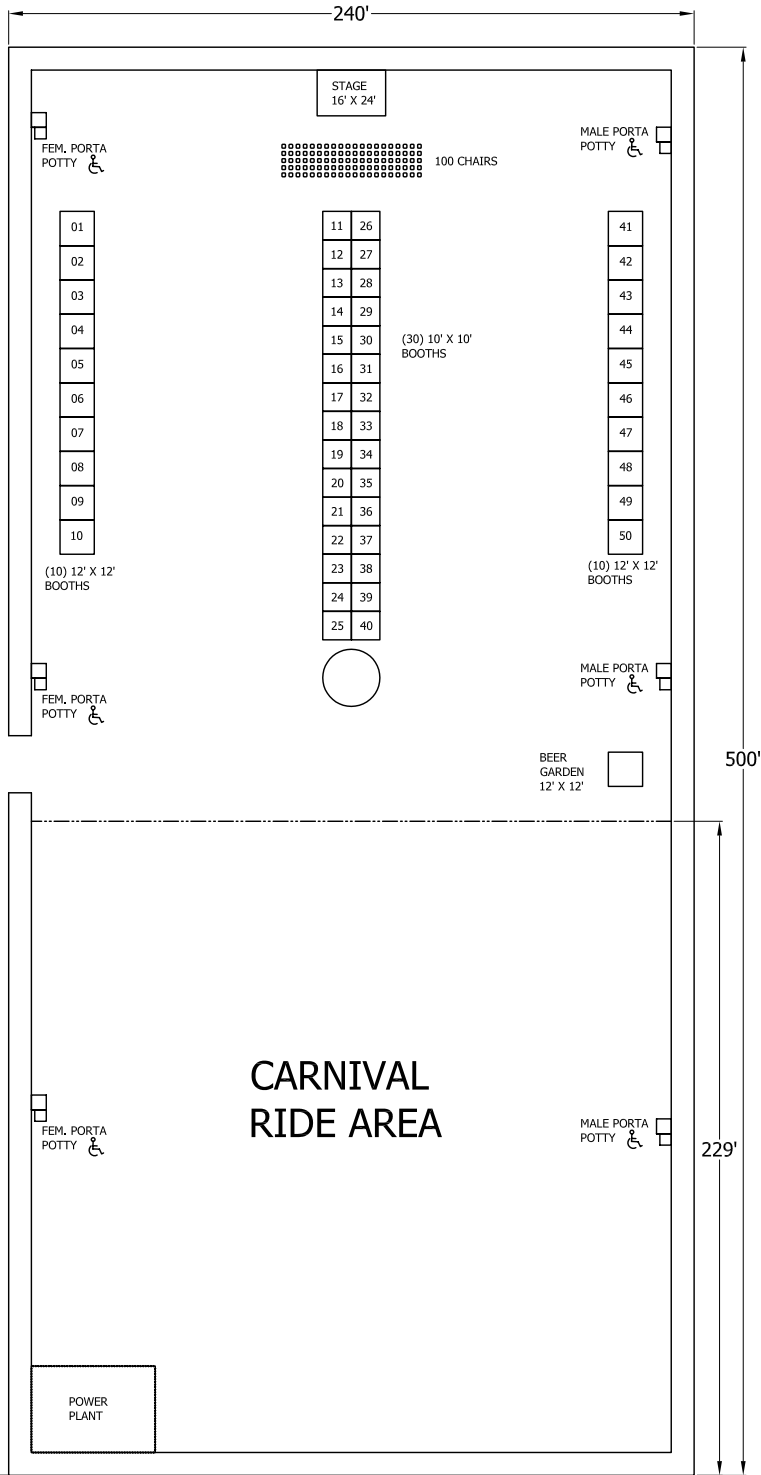 240'
STAGE
16' X 24'
FEM. PORTA
POTTY
MALE PORTA
POTTY
100 CHAIRS
01
02
03
04
05
06
07
08
09
10
(10) 12' X 12'
BOOTHS
11 26
12 27
13 28
14 29
15 30
16 31
17 32
18 33
19 34
20 35
21 36
22 37
23 38
24 39
25 40
(30) 10' X 10'
BOOTHS
41
42
43
44
45
46
47
48
49
50
(10) 12' X 12'
BOOTHS
FEM. PORTA
POTTY
MALE PORTA
POTTY
BEER
GARDEN
12' X 12'
500'
CARNIVAL
RIDE AREA
FEM. PORTA
POTTY
MALE PORTA
POTTY
229'
POWER
PLANT